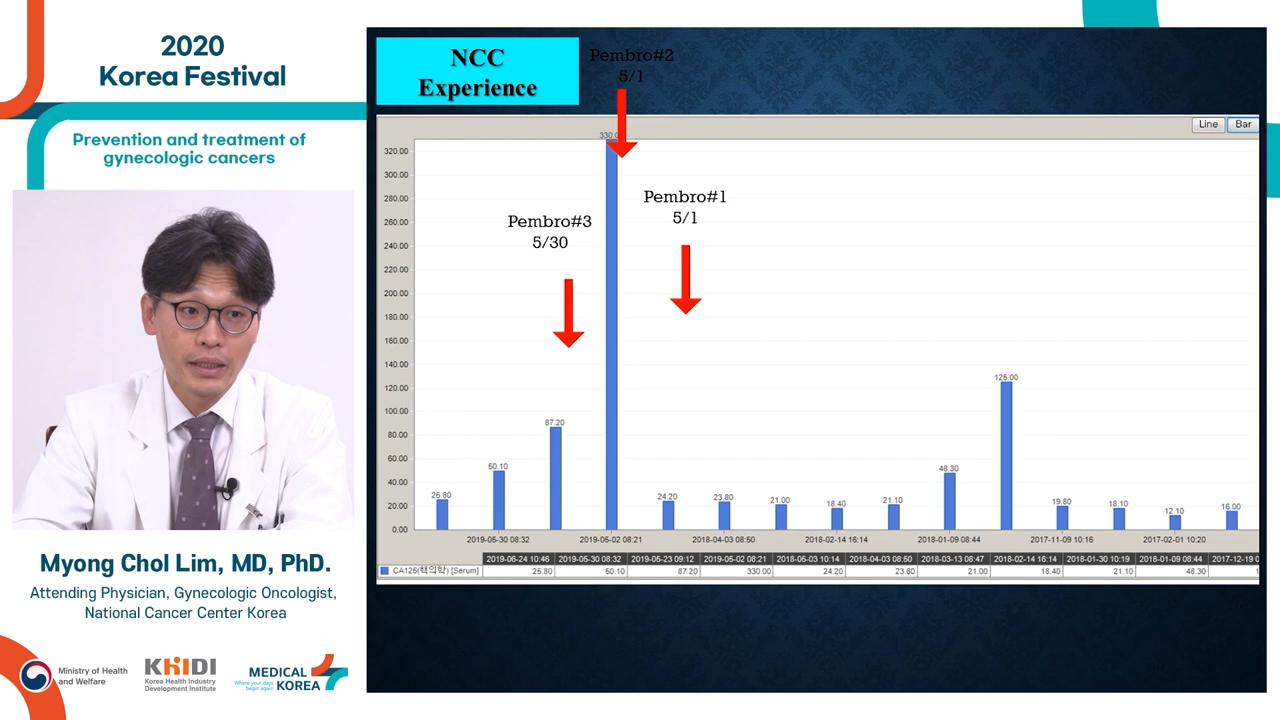 2020
Korea Festival
Prevention and treatment of
gynecologic cancers
Myong Chol Lim, MD, PhD.
Attending Physician, Gynecologic Oncologist,
National Cancer Center Korea
Ministry of Health
and Welfare
KHIDI
Korea Health Industry
Development Institute
MEDICAL
KOREA
Where your days
begin again
NCC
Experience
Pembro#2
5/1
Line Bar
330.0
Pembro#1
5/1
Pembro#3
5/30
320.00
300.00
280.00
260.00
240.00
220.00
200.00
180.00
160.00
140.00
120.00
100.00
80.00
60.00
40.00
20.00
0.00
25.80 50.10 87.20 24.20 23.80 21.00 18.40 21.10 48.30 125.00 19.80 18.10 12.10 16.00
2019-05-30 08:32 2019-05-02 08:21 2018-04-03 08:50 2018-02-14 16:14 2018-01-09 08:44 2017-11-09 10:16 2017-02-01 10:20
2019-06-24 10:46 2019-05-30 08:32 2019-05-23 09:12 2019-05-02 08:21 2018-05-03 10:14 2018-04-03 08:50 2018-03-13 08:47 2018-02-14 16:14 2018-01-30 10:19 2018-01-09 08:44 2017-12-19 0
CA125(핵의학) [Serum] 25.80 50.10 87.20 330.00 24.20 23.80 21.00 18.40 21.10 48.30 1